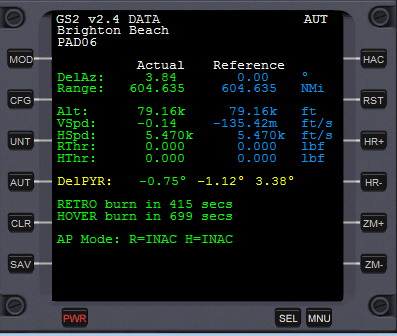 GS2 v2.4 DATA AUT
Brighton Beach
PAD06
Actual Reference
DelAz: 3.84 0.00 °
Range: 604.635 604.635 NMi
Alt: 79.16k 79.16k ft
VSpd: -0.14 -135.42m ft/s
HSpd: 5.470k 5.470k ft/s
RThr: 0.000 0.000 lbf
HThr: 0.000 0.000 lbf
DelPYR: -0.75° -1.12° 3.38°
RETRO burn in 415 secs
HOVER burn in 699 secs
AP Mode: R=INAC H=INAC
MOD
CFG
UNT
AUT
CLR
SAV
HAC
RST
HR+
HR-
ZM+
ZM-
PWR
SEL
MNU